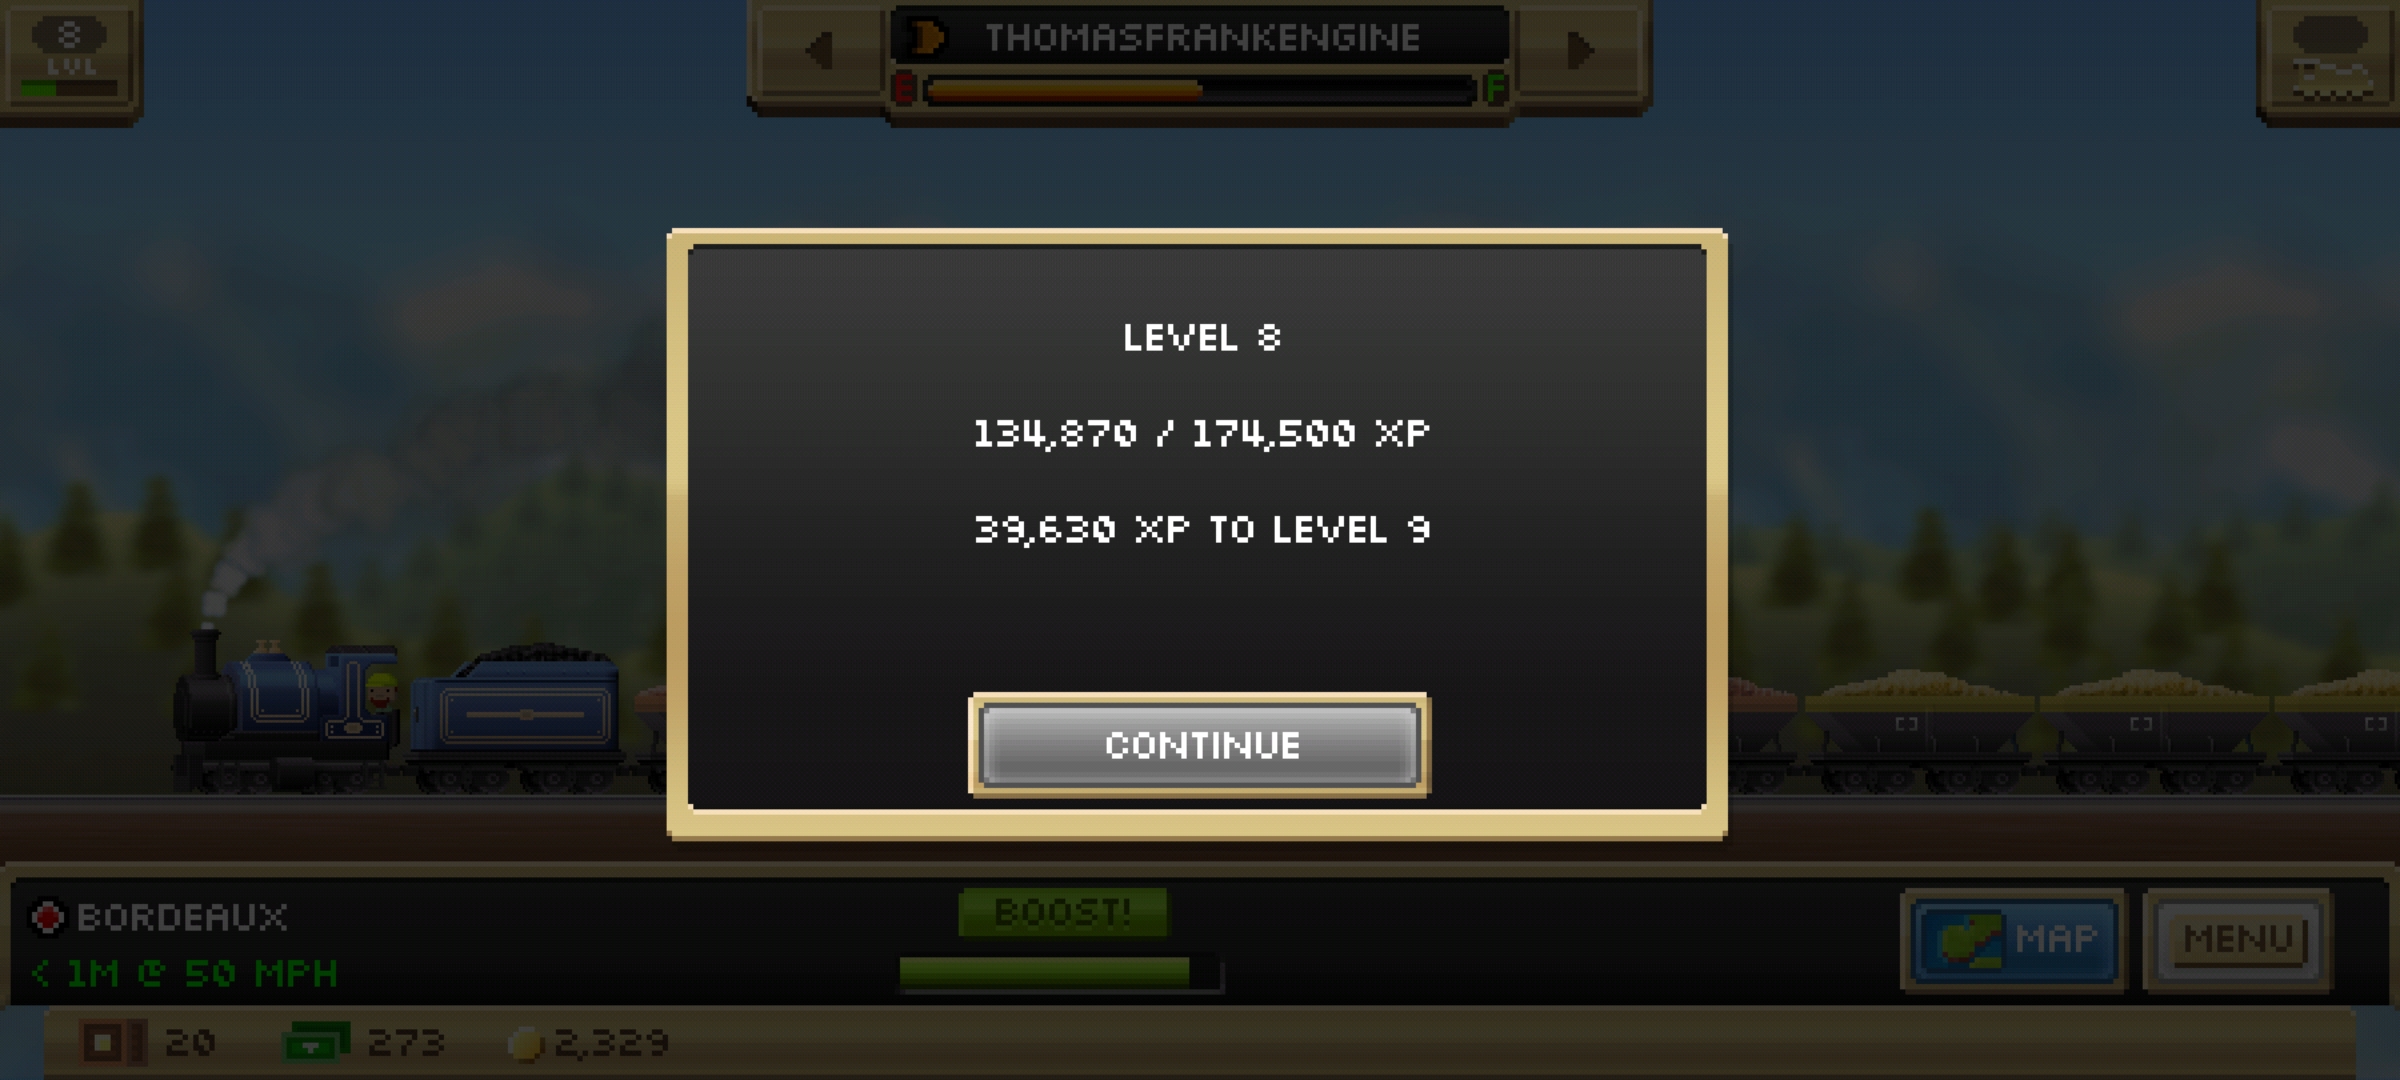 8
LVL
THOMASFRANKENGINE
E F
LEVEL 8
134,870 / 174,500 XP
39,630 XP TO LEVEL 9
CONTINUE
BORDEAUX
< 1M @ 50 MPH
BOOST!
MAP
MENU
20 273 2,329